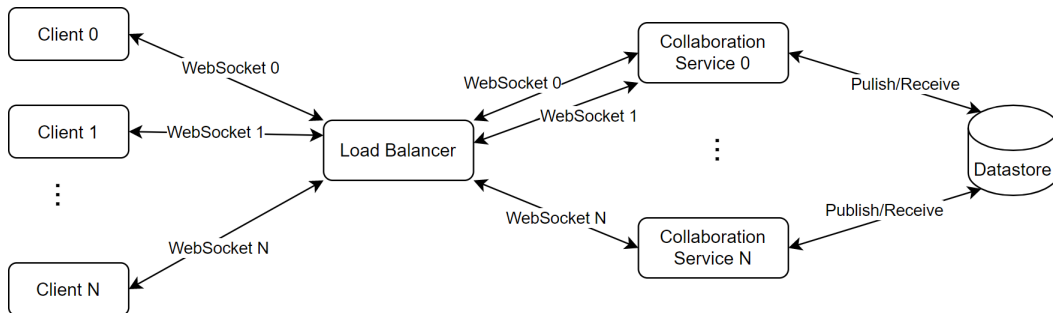 Client 0
WebSocket 0
Client 1
WebSocket 1
⋮
Client N
WebSocket N
Load Balancer
WebSocket 0
WebSocket 1
WebSocket N
Collaboration
Service 0
⋮
Collaboration
Service N
Pulish/Receive
Publish/Receive
Datastore